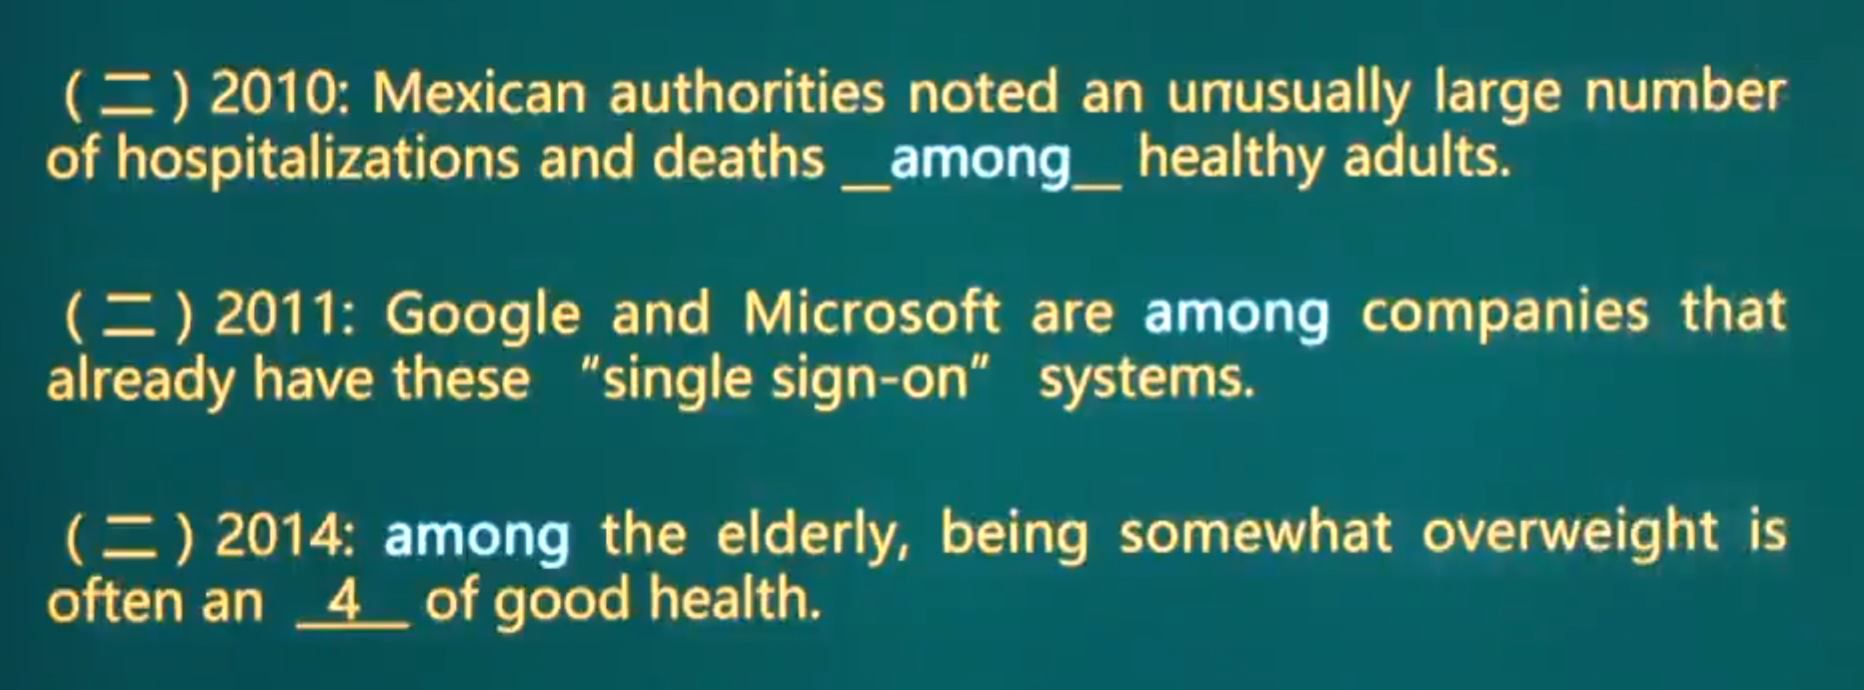 （二）2010: Mexican authorities noted an unusually large number
of hospitalizations and deaths __among__ healthy adults.
（二）2011: Google and Microsoft are among companies that
already have these “single sign-on” systems.
（二）2014: among the elderly, being somewhat overweight is
often an __4__ of good health.